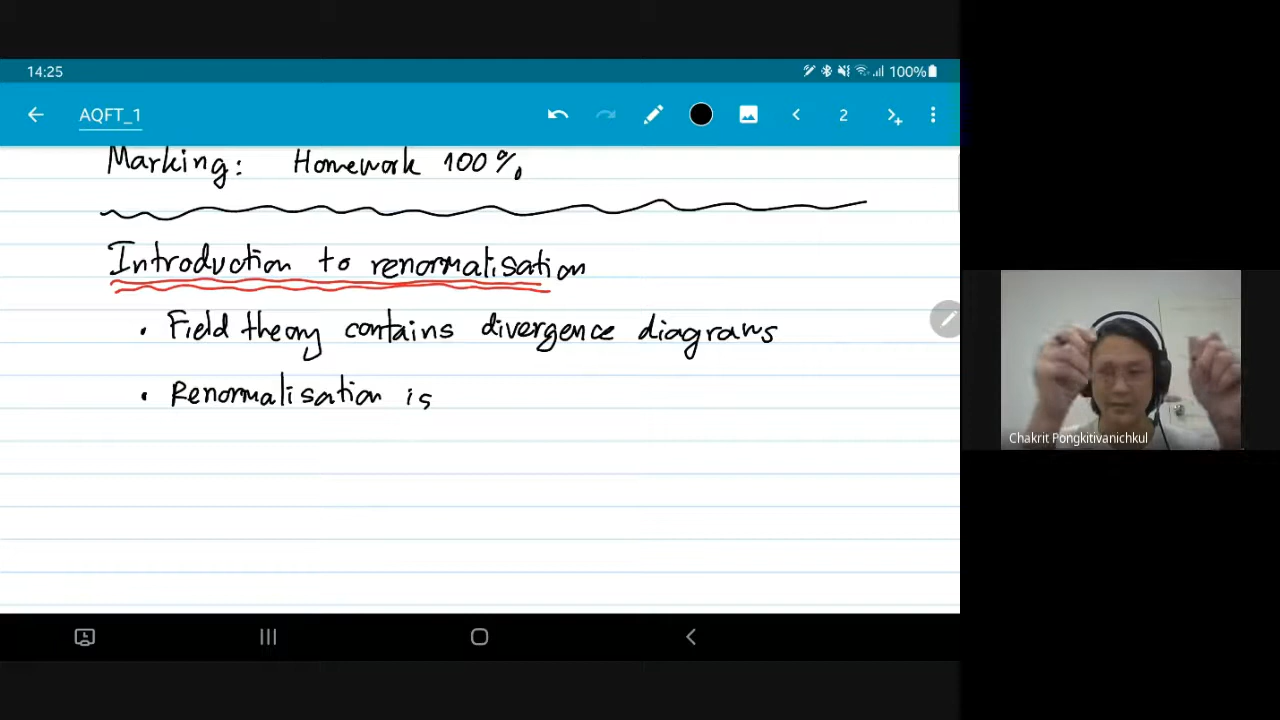 14:25
100%
AQFT_1
2
Marking: Homework 100%
Introduction to renormalisation
• Field theory contains divergence diagrams
• Renormalisation is
Chakrit Pongkitivanichkul